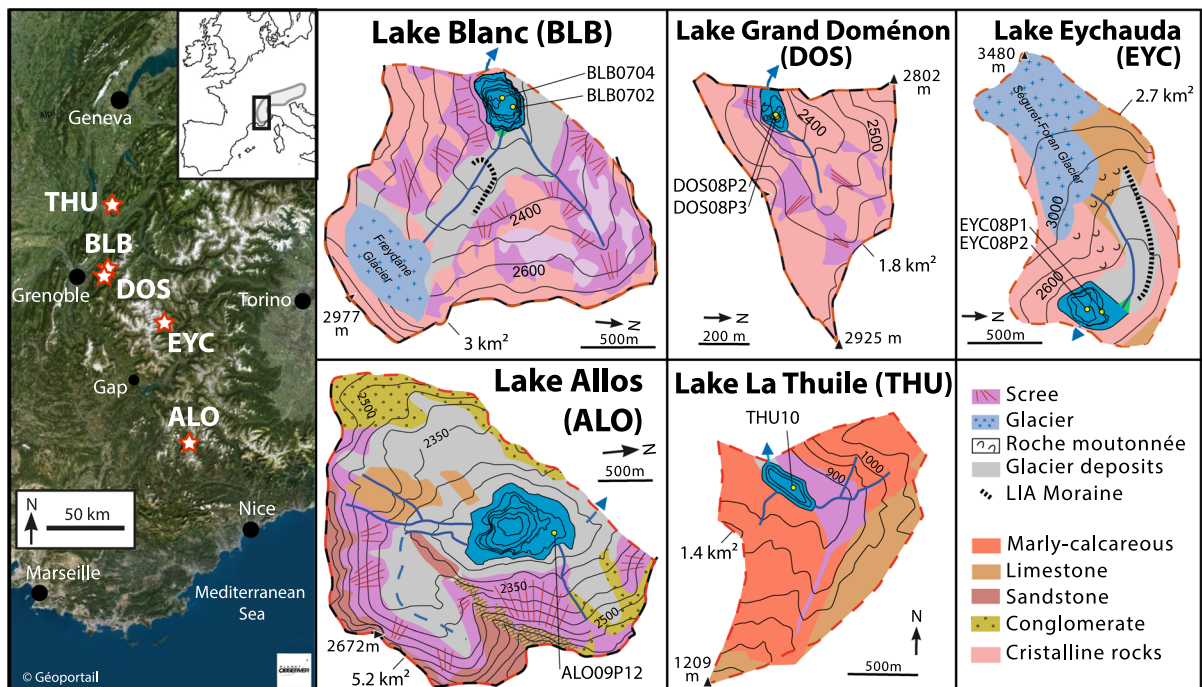 Geneva
THU
BLB
DOS
Grenoble
Torino
EYC
Gap
ALO
N
50 km
Nice
Marseille
Mediterranean
Sea
© Géoportail
OBSERVER
Lake Blanc (BLB)
BLB0704
BLB0702
2400
2600
Freydane
Glacier
2977
m
3 km²
N
500m
Lake Grand Doménon
(DOS)
2802
m
2400
2500
DOS08P2
DOS08P3
1.8 km²
N
200 m
2925 m
Lake Eychauda
(EYC)
3480
m
2.7 km²
Séguret-Foran Glacier
3000
EYC08P1
EYC08P2
2600
N
500m
Lake Allos
(ALO)
2500
2350
N
500m
2350
2500
2672m
5.2 km²
ALO09P12
Lake La Thuile (THU)
THU10
900
1000
1.4 km²
N
1209
m
500m
Scree
Glacier
Roche moutonnée
Glacier deposits
LIA Moraine
Marly-calcareous
Limestone
Sandstone
Conglomerate
Cristalline rocks